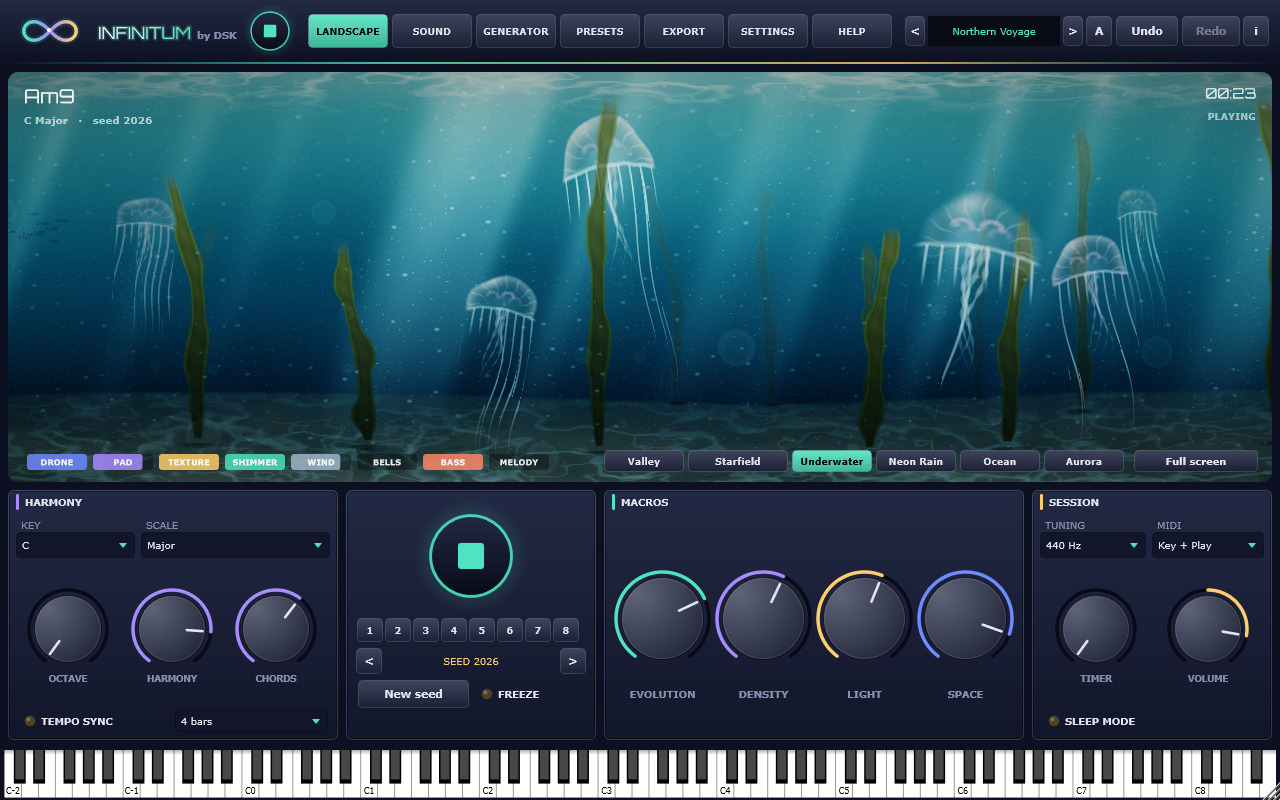 INFINITUM by DSK
LANDSCAPE SOUND GENERATOR PRESETS EXPORT SETTINGS HELP
< Northern Voyage > A Undo Redo i
Am9
C Major · seed 2026
00:23
PLAYING
DRONE PAD TEXTURE SHIMMER WIND BELLS BASS MELODY
Valley Starfield Underwater Neon Rain Ocean Aurora Full screen
HARMONY
KEY SCALE
C Major
OCTAVE HARMONY CHORDS
TEMPO SYNC 4 bars
1 2 3 4 5 6 7 8
< SEED 2026 >
New seed FREEZE
MACROS
EVOLUTION DENSITY LIGHT SPACE
SESSION
TUNING MIDI
440 Hz Key + Play
TIMER VOLUME
SLEEP MODE
C-2 C-1 C0 C1 C2 C3 C4 C5 C6 C7 C8